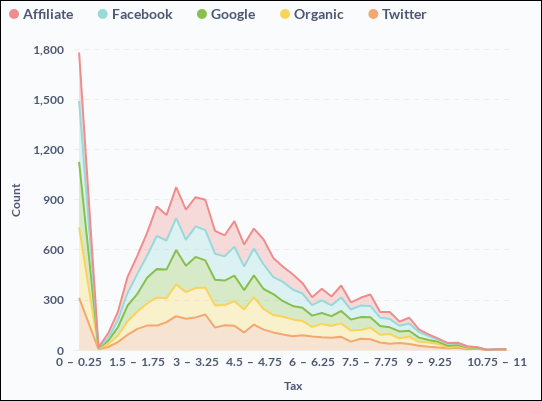 Affiliate Facebook Google Organic Twitter
1,800
1,500
1,200
900
600
300
0
Count
0 – 0.25 1.5 – 1.75 3 – 3.25 4.5 – 4.75 6 – 6.25 7.5 – 7.75 9 – 9.25 10.75 – 11
Tax